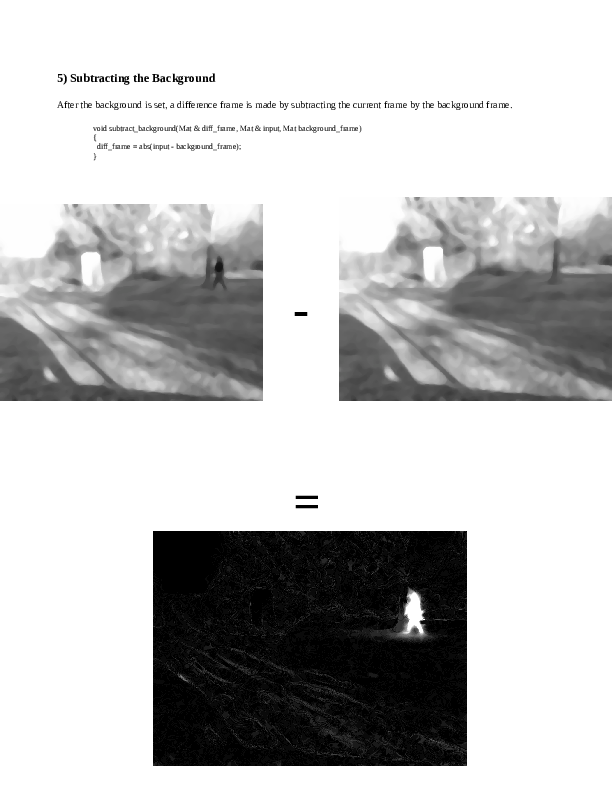 5) Subtracting the Background
After the background is set, a difference frame is made by subtracting the current frame by the background frame.
void subtract_background(Mat & diff_frame, Mat & input, Mat background_frame)
{
diff_frame = abs(input - background_frame);
}
-
=